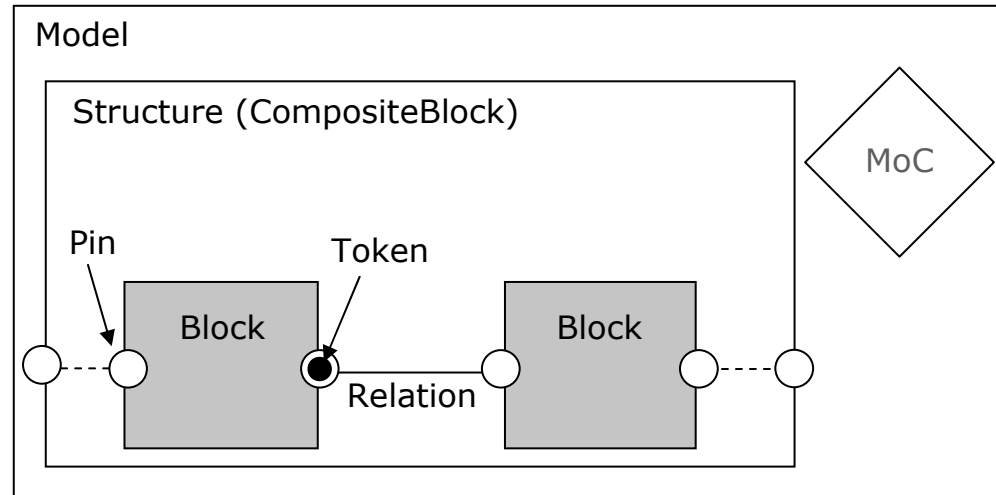 Model
Structure (CompositeBlock)
MoC
Pin
Token
Block
Block
Relation